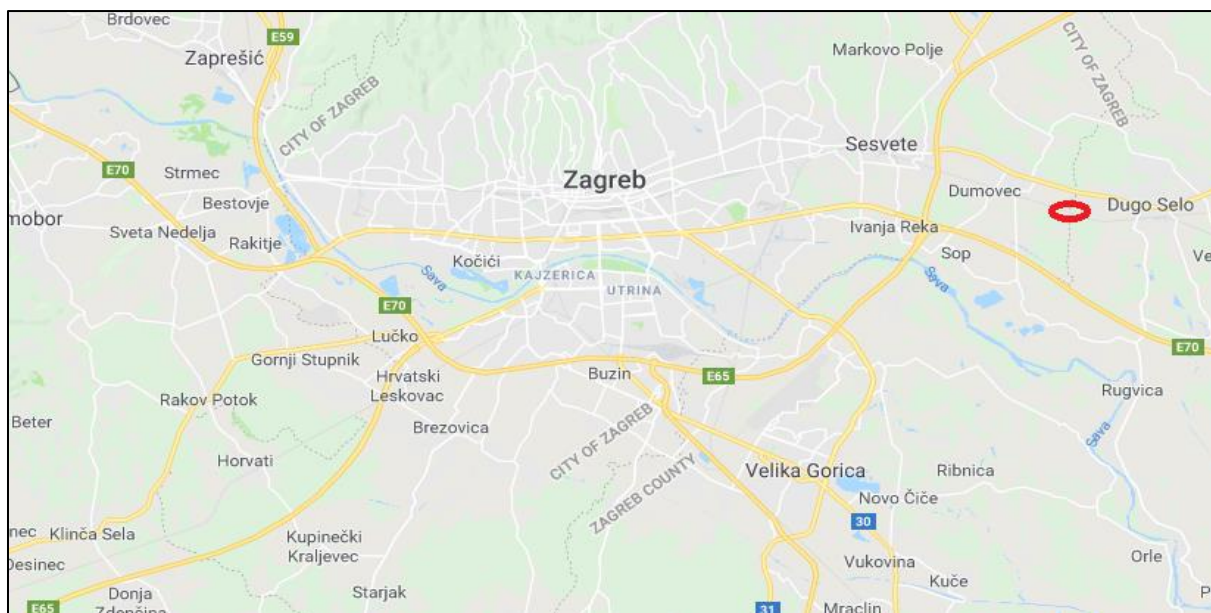 Brdovec
E59
Zaprešić
Markovo Polje
CITY OF ZAGREB
CITY OF ZAGREB
Sesvete
E70
Strmec
Zagreb
Dumovec
Bestovje
Dugo Selo
mobor
Sveta Nedelja
Rakitje
Ivanja Reka
Kočići
Sava
KAJZERICA
Sop
Ve
UTRINA
Sava
E70
Lučko
Gornji Stupnik
E70
Hrvatski
Leskovac
Buzin
E65
Rugvica
Rakov Potok
Beter
Brezovica
CITY OF ZAGREB
Sava
Horvati
ZAGREB COUNTY
Velika Gorica
Ribnica
Novo Čiče
nec
Klinča Sela
Kupinečki
Kraljevec
30
Desinec
Vukovina
Orle
Donja
Zdenčina
Starjak
Kuče
E65
31
Mraclin
P